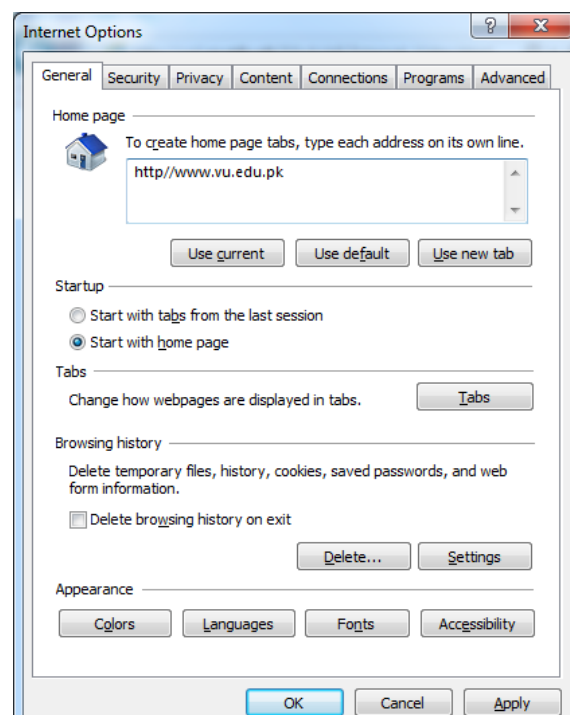 Internet Options
?
X
General Security Privacy Content Connections Programs Advanced
Home page
To create home page tabs, type each address on its own line.
http//www.vu.edu.pk
Use current Use default Use new tab
Startup
Start with tabs from the last session
Start with home page
Tabs
Change how webpages are displayed in tabs. Tabs
Browsing history
Delete temporary files, history, cookies, saved passwords, and web
form information.
Delete browsing history on exit
Delete... Settings
Appearance
Colors Languages Fonts Accessibility
OK Cancel Apply